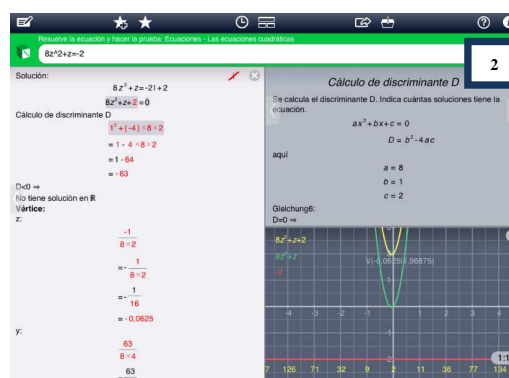 Resuelve la ecuación y hacer la prueba: Ecuaciones - Las ecuaciones cuadráticas
8z^2+z=-2
2
Solución:
8z²+z=-2I+2
8z²+z+2=0
Cálculo de discriminante D
1²+(-4)×8×2
=1-4×8×2
=1-64
=-63
D<0 ⇒
No tiene solución en ℝ
Vértice:
z:
-1
8×2
=-1
8×2
=-1
16
=-0,0625
y:
63
8×4
63
Cálculo de discriminante D
Se calcula el discriminante D. Indica cuántas soluciones tiene la
ecuación.
ax²+bx+c=0
D=b²-4ac
aquí
a=8
b=1
c=2
Gleichung6:
D=0 ⇒
8z²+z+2
8z²+z
-2
V(-0,0625|1,96875)
-4 -3 -2 -1 1 2 3 4
1:1
7 126 71 32 9 2 11 36 77 134